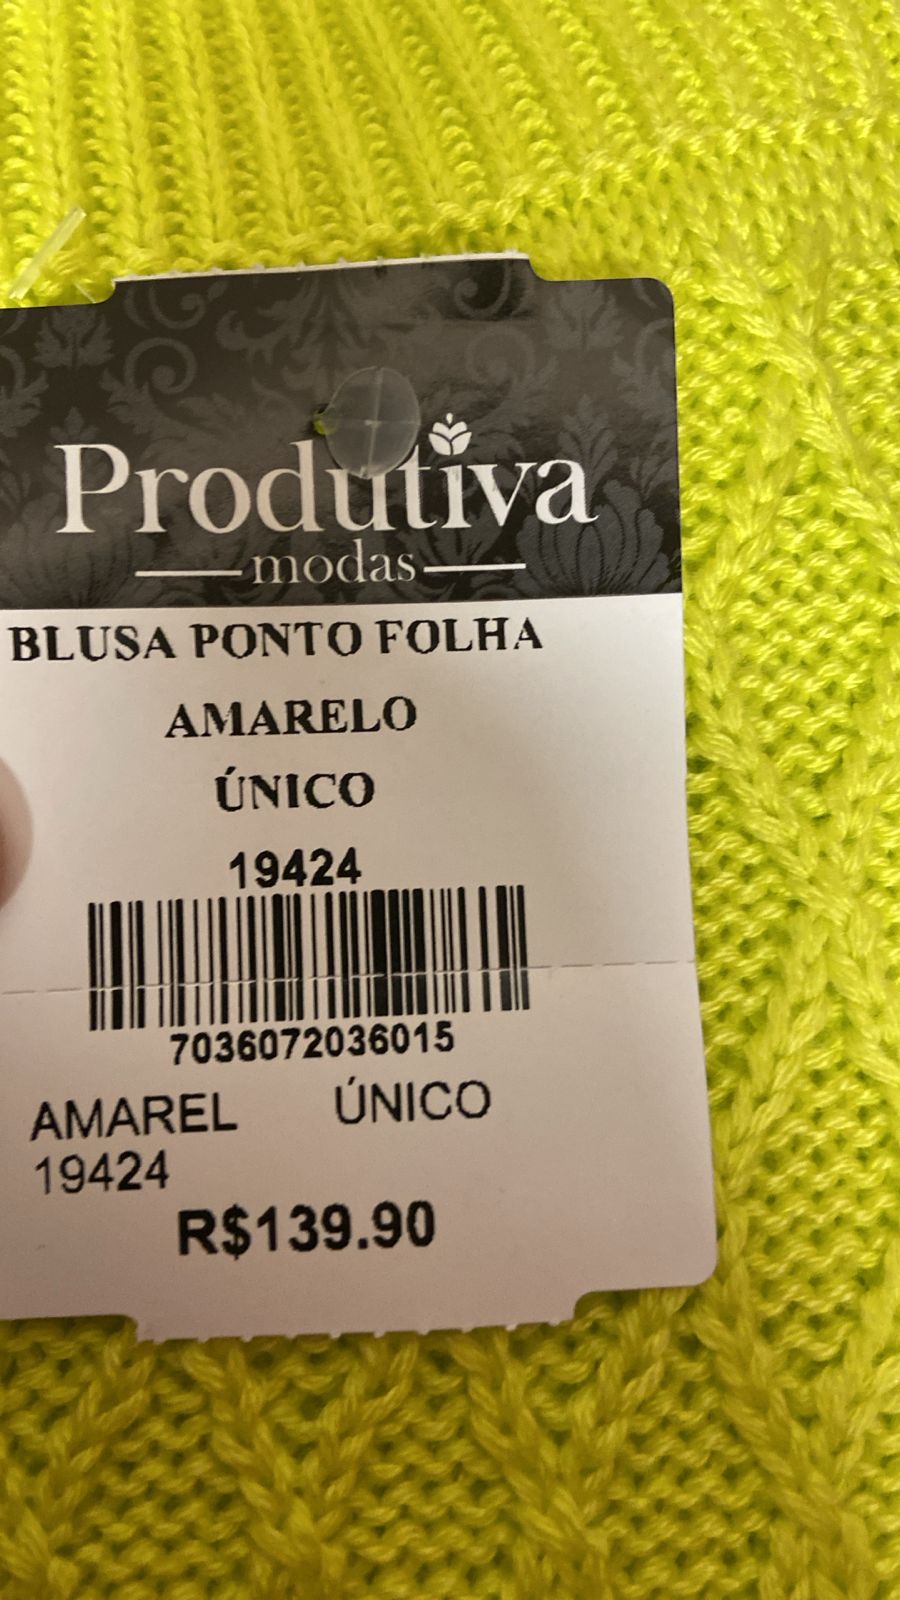 Produtiva
modas
BLUSA PONTO FOLHA
AMARELO
ÚNICO
19424
7036072036015
AMAREL ÚNICO
19424
R$139.90